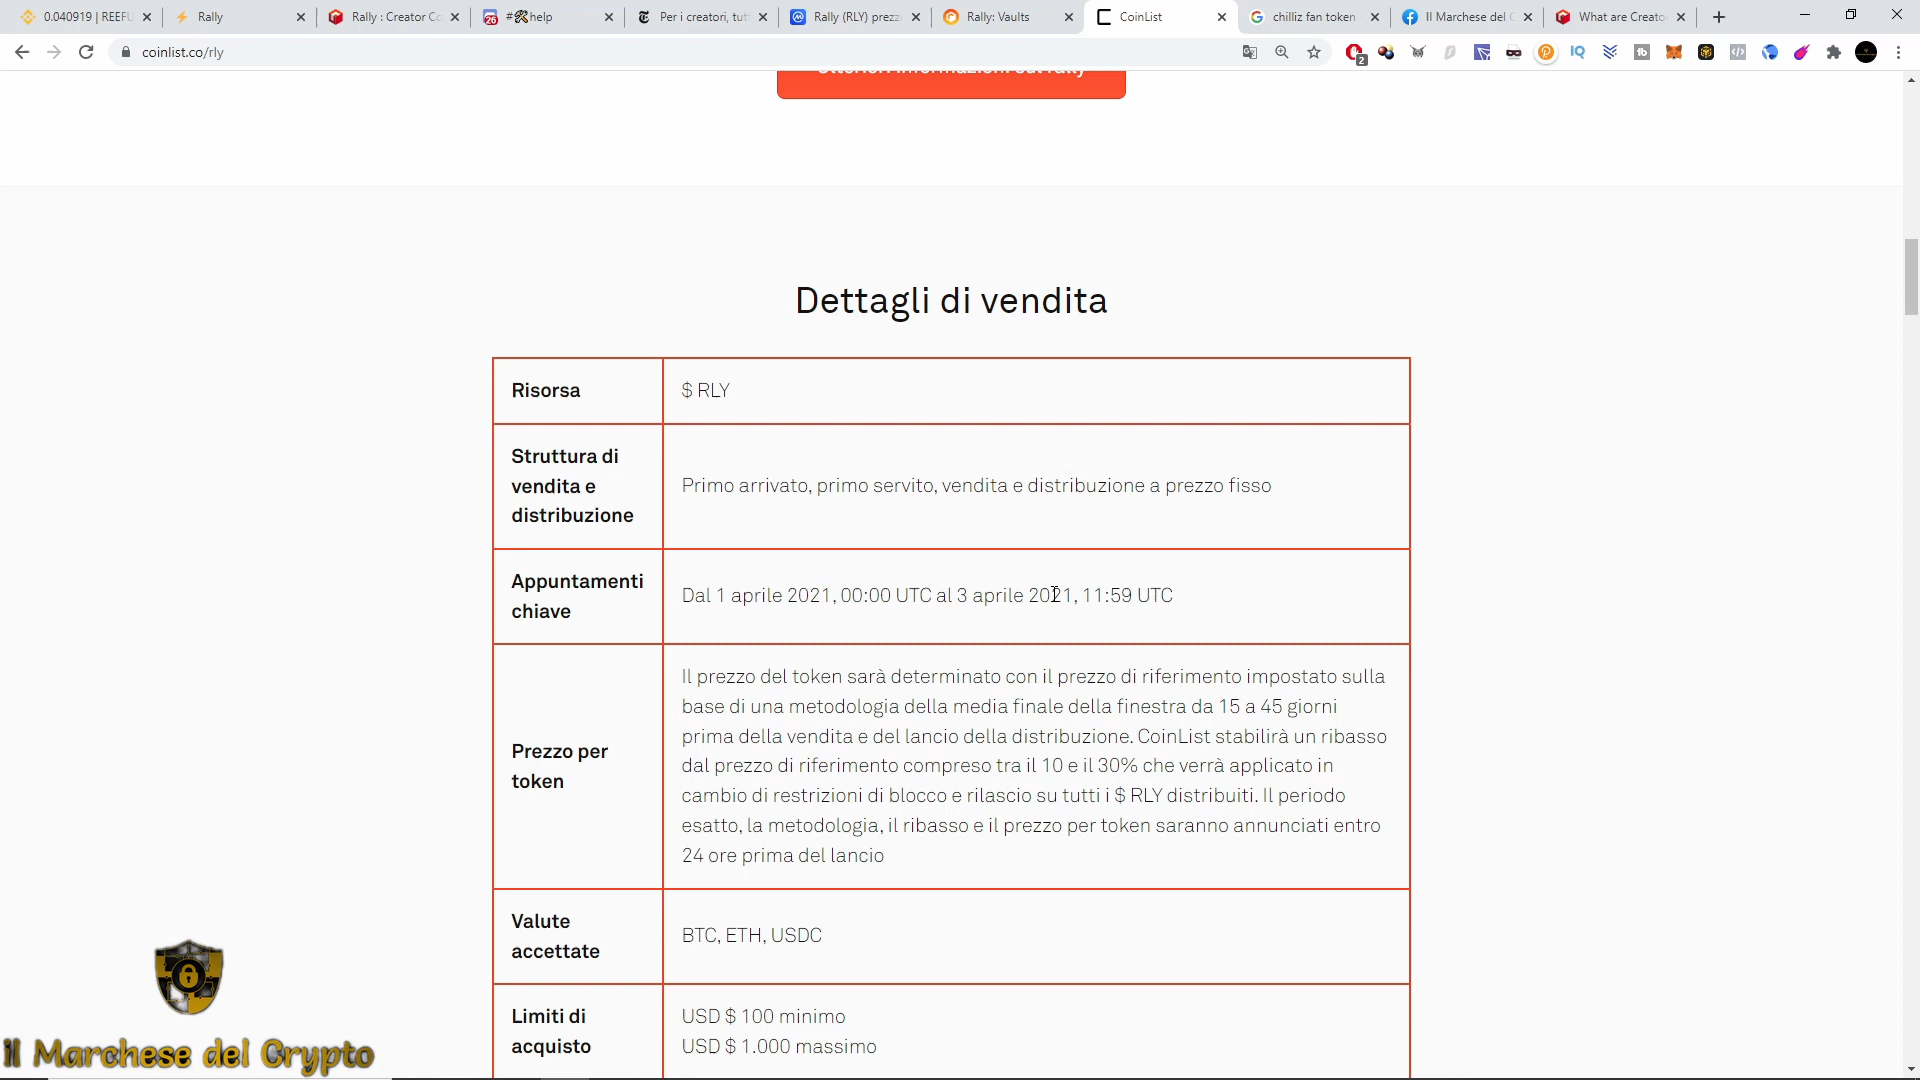 0.040919 | REEFU
Rally
Rally : Creator Co
#🛠help
Per i creatori, tut
Rally (RLY) prezz
Rally: Vaults
CoinList
chilliz fan token
Il Marchese del C
What are Creato
coinlist.co/rly
Ulteriori informazioni sul rally
Dettagli di vendita
Risorsa
$ RLY
Struttura di
vendita e
distribuzione
Primo arrivato, primo servito, vendita e distribuzione a prezzo fisso
Appuntamenti
chiave
Dal 1 aprile 2021, 00:00 UTC al 3 aprile 2021, 11:59 UTC
Prezzo per
token
Il prezzo del token sarà determinato con il prezzo di riferimento impostato sulla
base di una metodologia della media finale della finestra da 15 a 45 giorni
prima della vendita e del lancio della distribuzione. CoinList stabilirà un ribasso
dal prezzo di riferimento compreso tra il 10 e il 30% che verrà applicato in
cambio di restrizioni di blocco e rilascio su tutti i $ RLY distribuiti. Il periodo
esatto, la metodologia, il ribasso e il prezzo per token saranno annunciati entro
24 ore prima del lancio
Valute
accettate
BTC, ETH, USDC
Limiti di
acquisto
USD $ 100 minimo
USD $ 1.000 massimo
il Marchese del Crypto